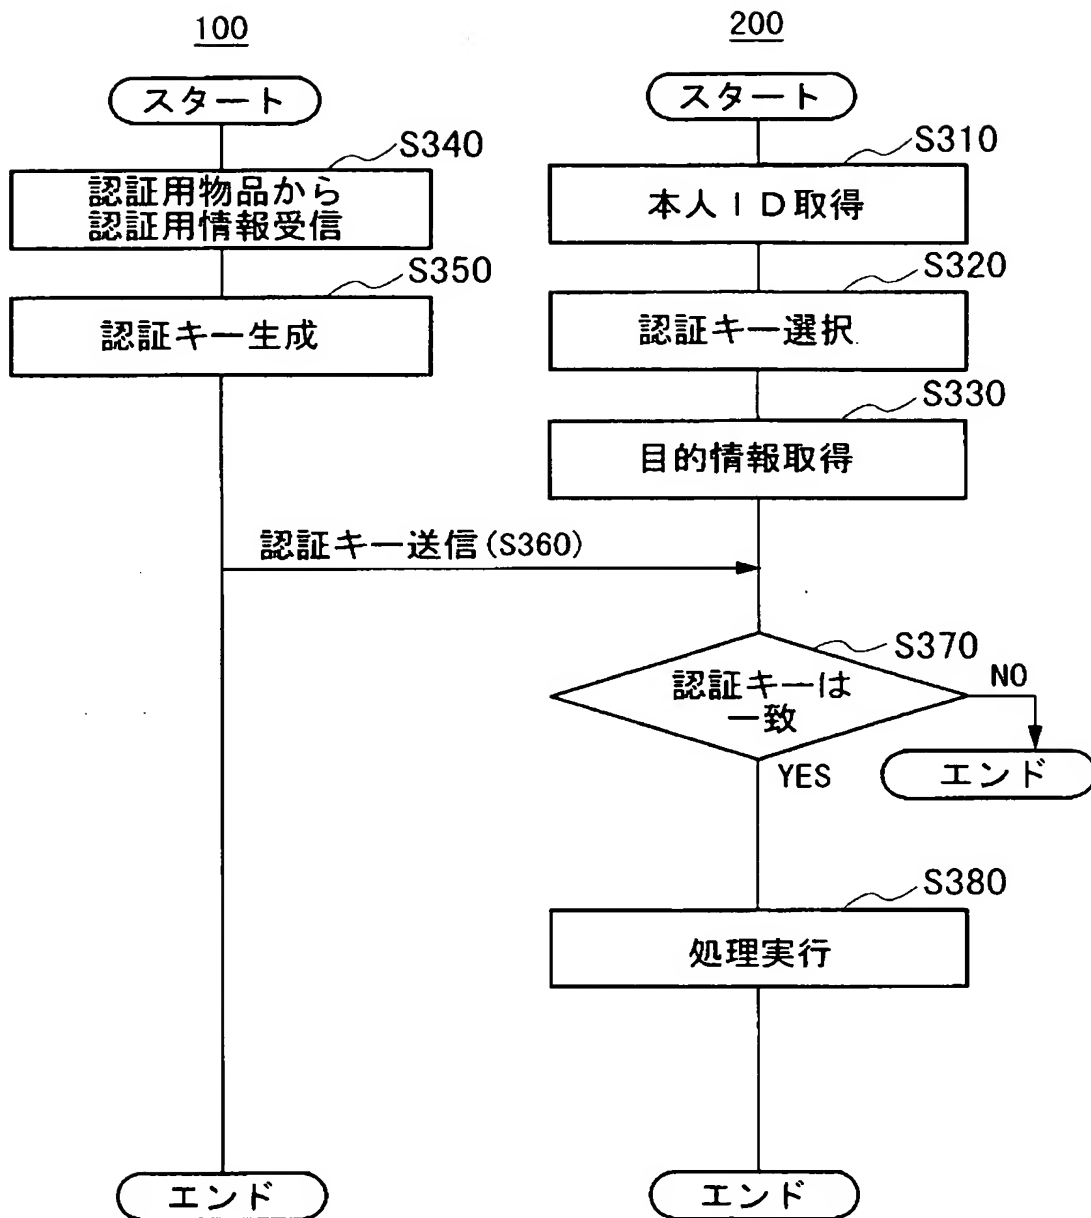 100
200
スタート
スタート
S340
S310
認証用物品から
認証用情報受信
本人ID取得
S350
S320
認証キー生成
認証キー選択
S330
目的情報取得
認証キー送信(S360)
S370
認証キーは
一致
NO
YES
エンド
S380
処理実行
エンド
エンド